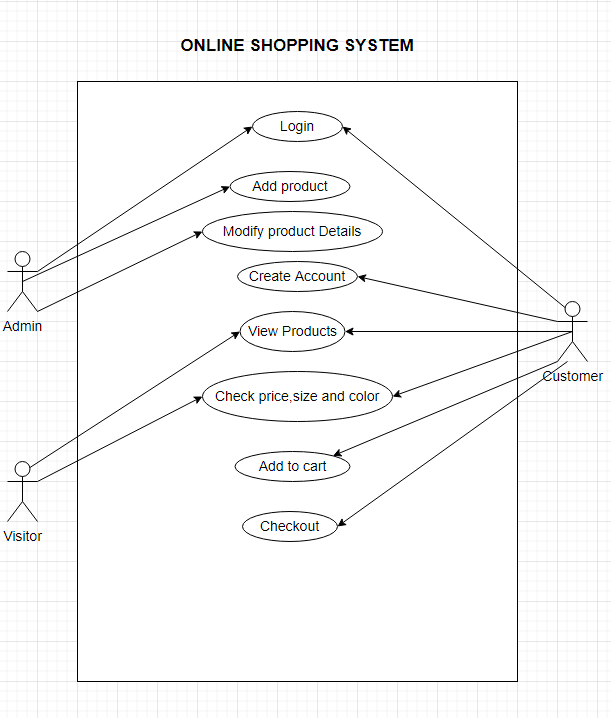 ONLINE SHOPPING SYSTEM
Login
Add product
Modify product Details
Create Account
Admin
View Products
Customer
Check price,size and color
Add to cart
Checkout
Visitor